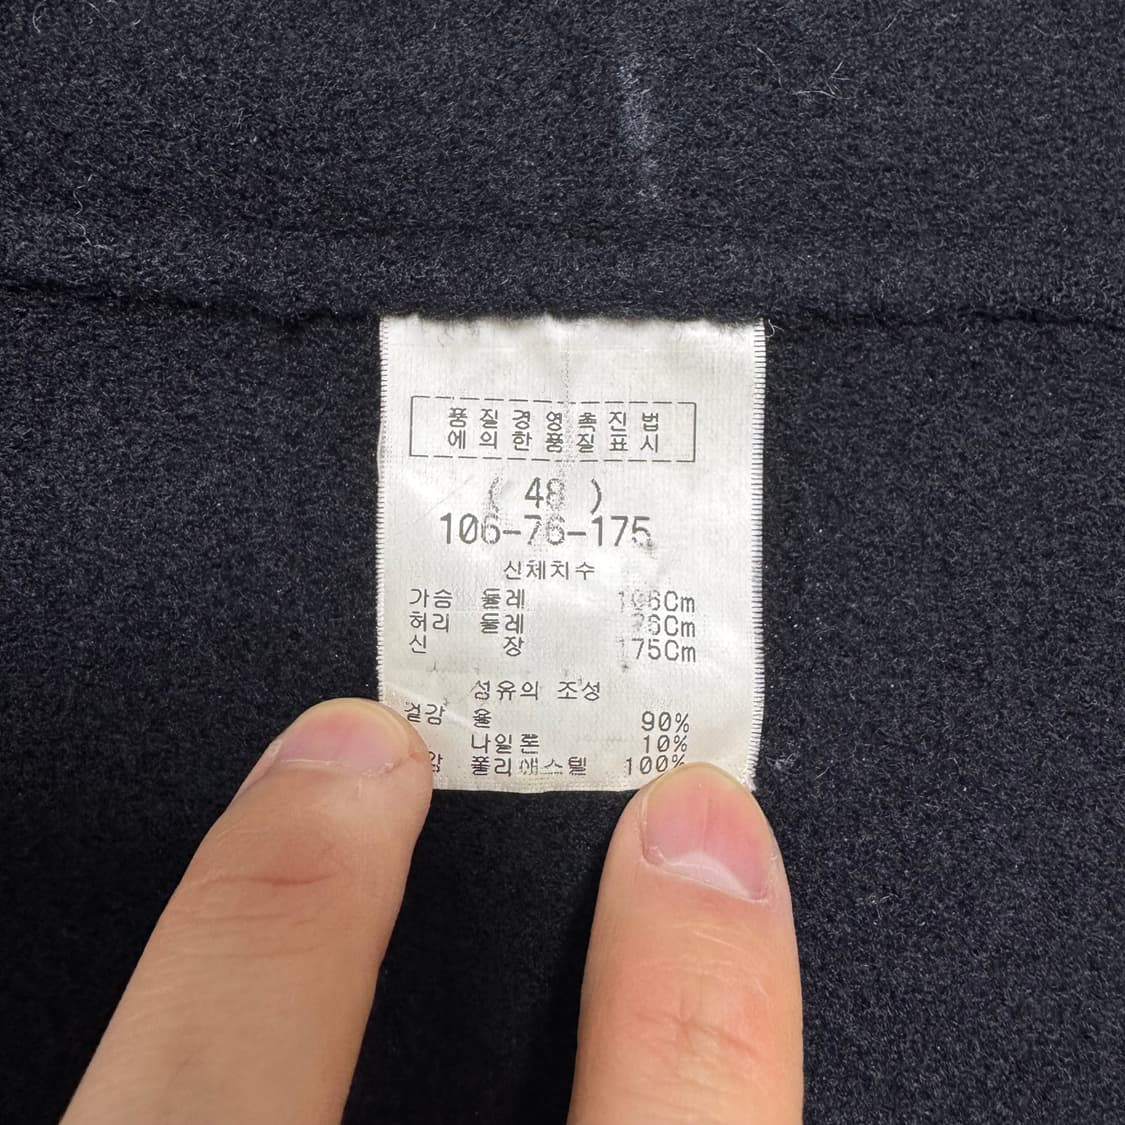 품질경영촉진법
에의한품질표시
( 48 )
106-76-175
신체치수
가슴 둘레 106Cm
허리 둘레 76Cm
신 장 175Cm
섬유의 조성
겉감 울 90%
나일론 10%
폴리에스텔 100%